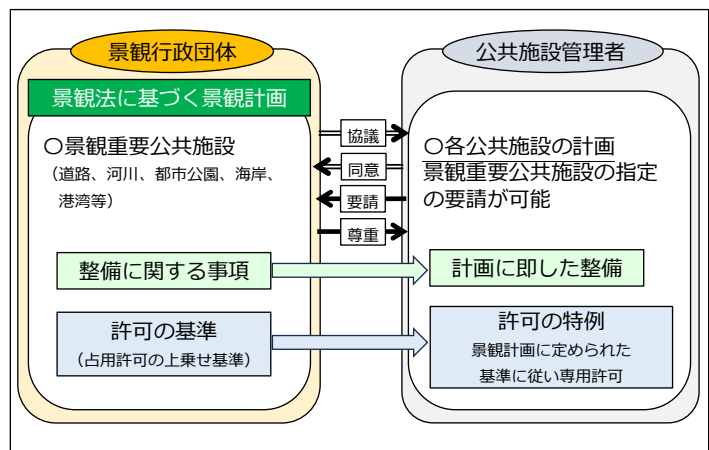 景観行政団体
景観法に基づく景観計画
〇景観重要公共施設
（道路、河川、都市公園、海岸、
港湾等）
整備に関する事項
許可の基準
（占用許可の上乗せ基準）
協議
同意
要請
尊重
公共施設管理者
〇各公共施設の計画
景観重要公共施設の指定
の要請が可能
計画に即した整備
許可の特例
景観計画に定められた
基準に従い専用許可